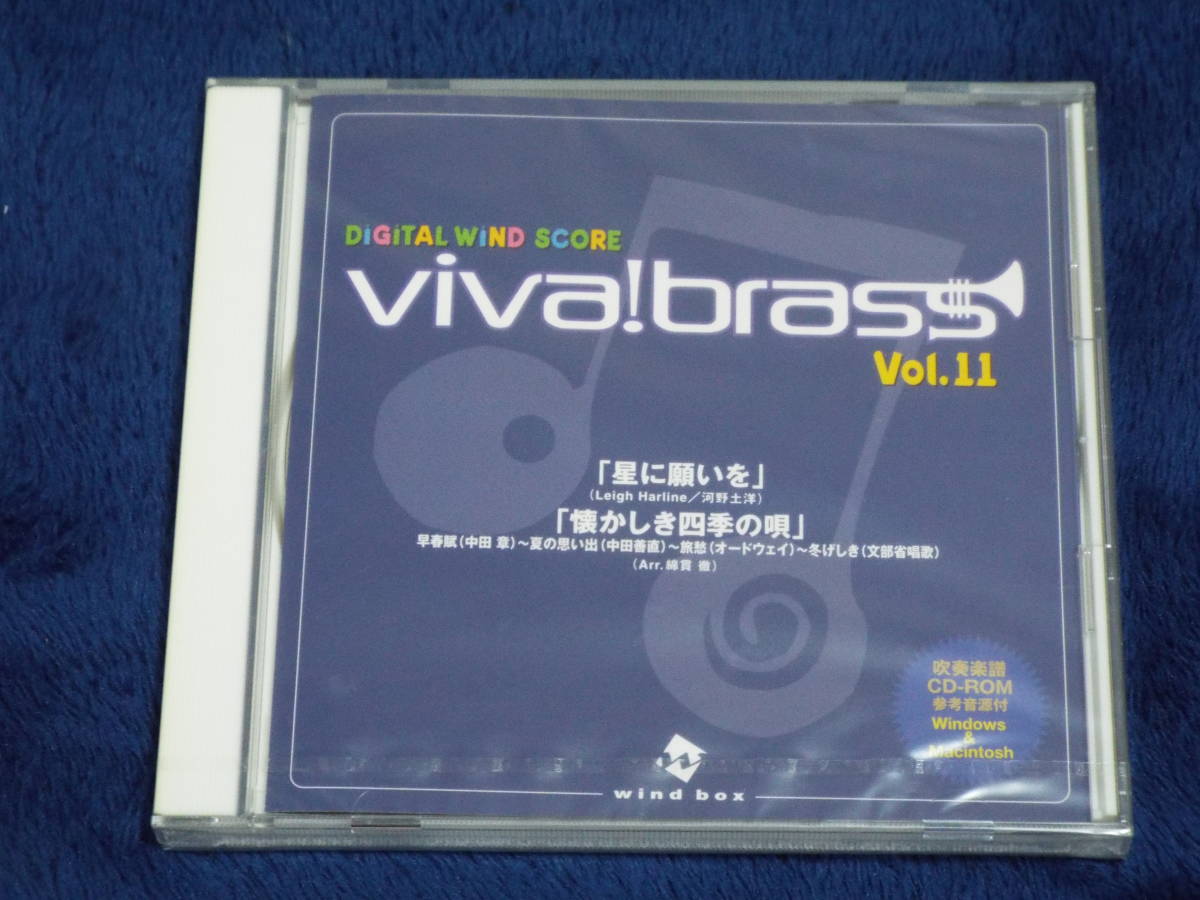 DiGiTAL WiND SCORE
viva!brass
Vol.11
「星に願いを」
(Leigh Harline／河野土洋)
「懐かしき四季の唄」
早春賦(中田 章)～夏の思い出(中田善直)～旅愁(オードウェイ)～冬げしき(文部省唱歌)
(Arr.綿貫 徹)
吹奏楽譜
CD-ROM
参考音源付
Windows
&
Macintosh
wind box